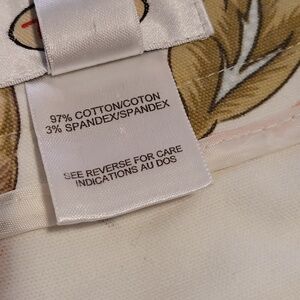 97% COTTON/COTON
3% SPANDEX/SPANDEX
SEE REVERSE FOR CARE
INDICATIONS AU DOS